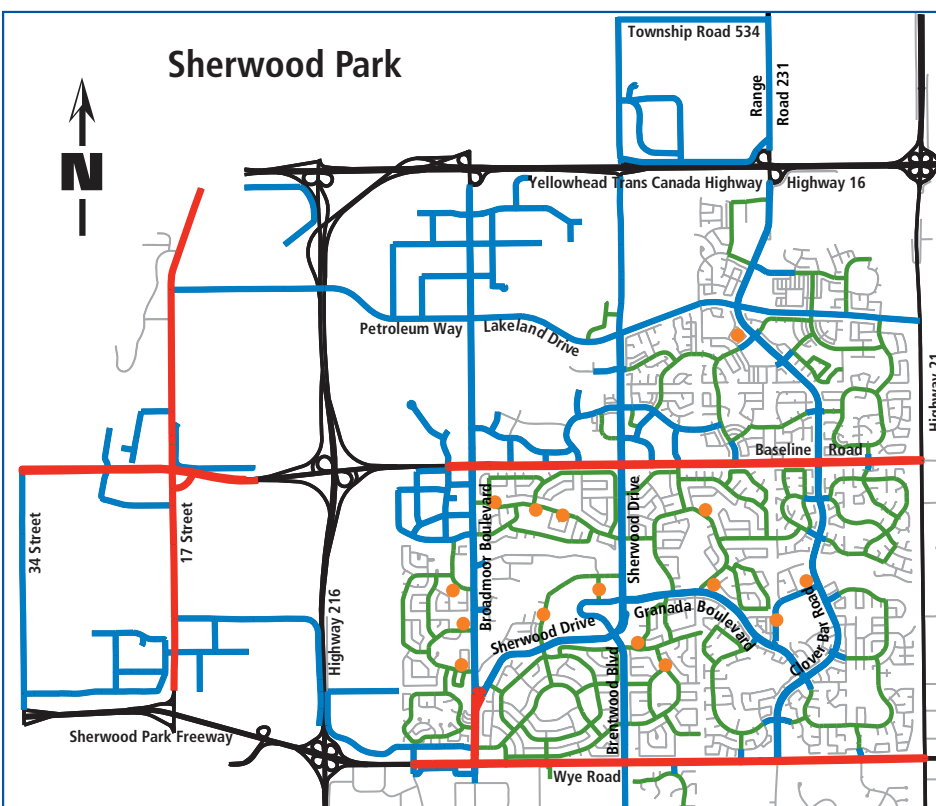 Township Road 534
Sherwood Park
Range
Road 231
N
Yellowhead Trans Canada Highway
Highway 16
Petroleum Way
Lakeland Drive
Highway 21
Baseline Road
34 Street
17 Street
Broadmoor Boulevard
Sherwood Drive
Highway 216
Sherwood Drive
Granada Boulevard
Clover Bar Road
Brentwood Blvd
Sherwood Park Freeway
Wye Road